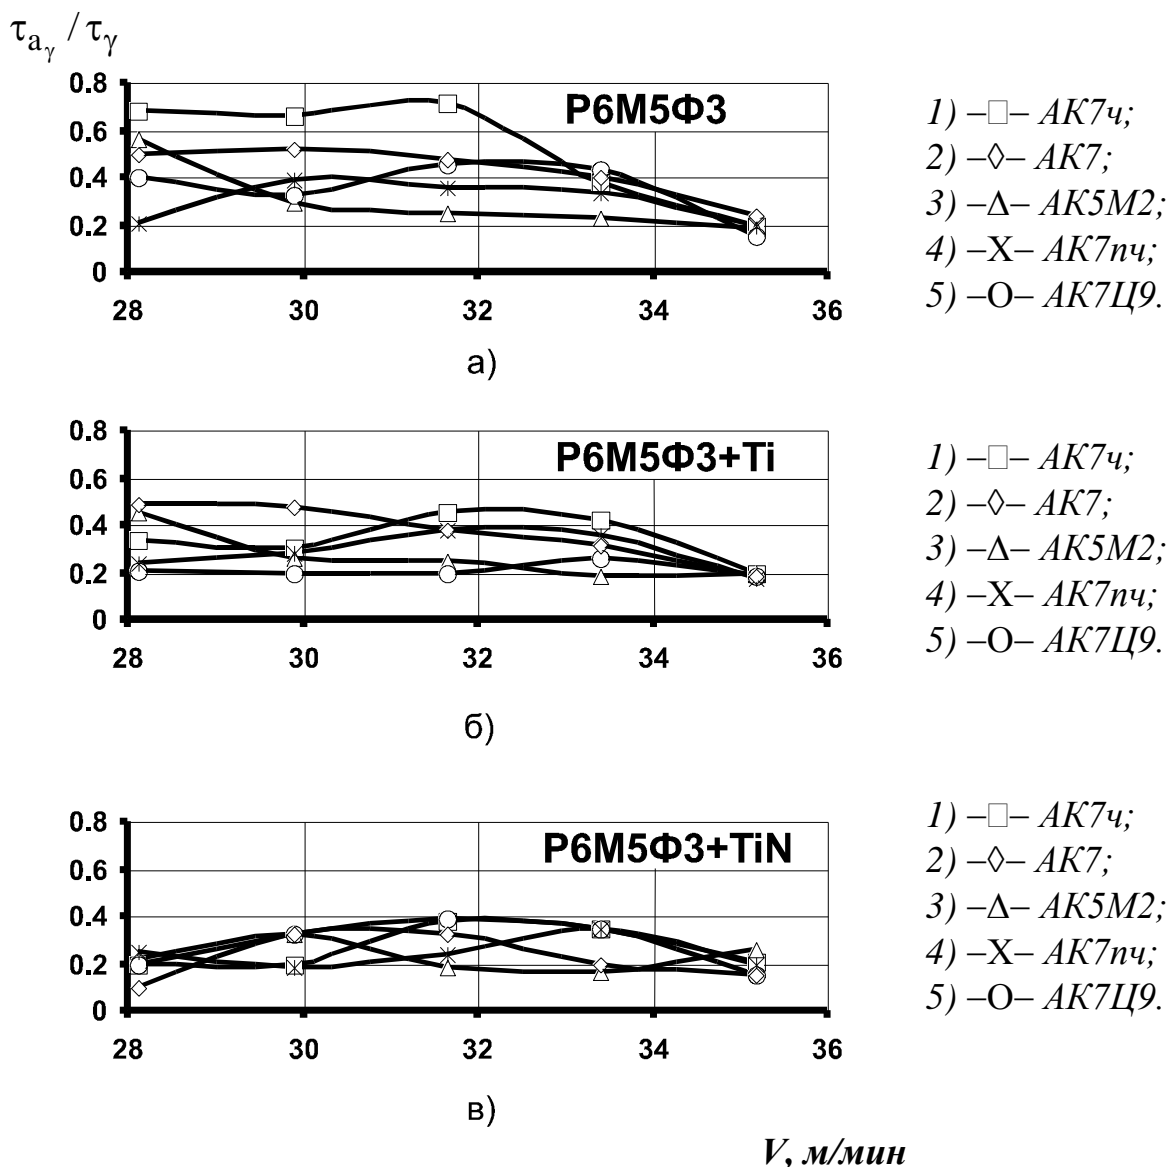 τaγ / τγ
0.8
Р6М5Ф3
0.6
0.4
0.2
0
28 30 32 34 36
а)
1) –□– АК7ч;
2) –◊– АК7;
3) –Δ– АК5М2;
4) –Х– АК7пч;
5) –О– АК7Ц9.
0.8
Р6М5Ф3+Ti
0.6
0.4
0.2
0
28 30 32 34 36
б)
1) –□– АК7ч;
2) –◊– АК7;
3) –Δ– АК5М2;
4) –Х– АК7пч;
5) –О– АК7Ц9.
0.8
Р6М5Ф3+TiN
0.6
0.4
0.2
0
28 30 32 34 36
в)
1) –□– АК7ч;
2) –◊– АК7;
3) –Δ– АК5М2;
4) –Х– АК7пч;
5) –О– АК7Ц9.
V, м/мин